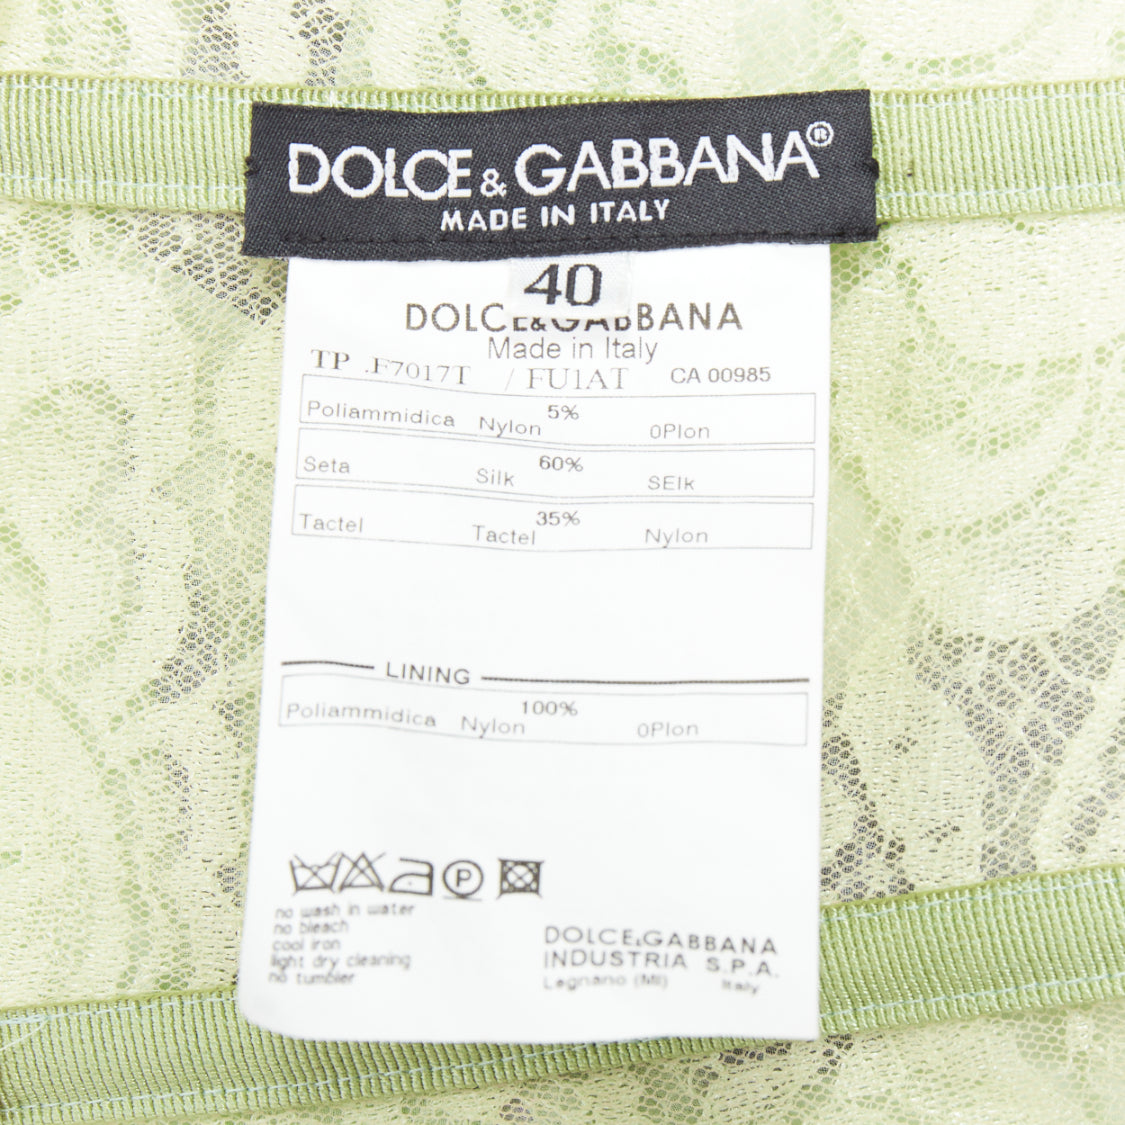 DOLCE & GABBANA®
MADE IN ITALY
40
DOLCE&GABBANA
Made in Italy
TP .F7017T / FU1AT CA 00985
Poliammidica Nylon 5% 0Plon
Seta Silk 60% SElk
Tactel Tactel 35% Nylon
LINING
Poliammidica Nylon 100% 0Plon
P
no wash in water
no bleach
cool iron
light dry cleaning
no tumbler
DOLCE&GABBANA
INDUSTRIA S.P.A.
Legnano (MI) Italy